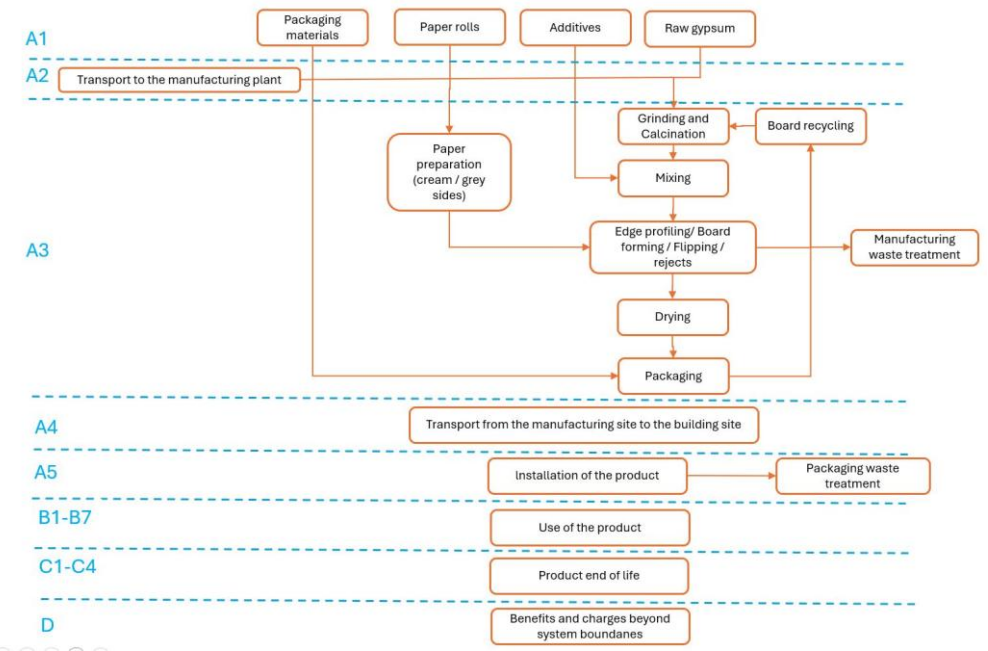 A1
Packaging
materials
Paper rolls
Additives
Raw gypsum
A2
Transport to the manufacturing plant
A3
Grinding and
Calcination
Board recycling
Paper
preparation
(cream / grey
sides)
Mixing
Edge profiling/ Board
forming / Flipping /
rejects
Manufacturing
waste treatment
Drying
Packaging
A4
Transport from the manufacturing site to the building site
A5
Installation of the product
Packaging waste
treatment
B1-B7
Use of the product
C1-C4
Product end of life
D
Benefits and charges beyond
system boundanes